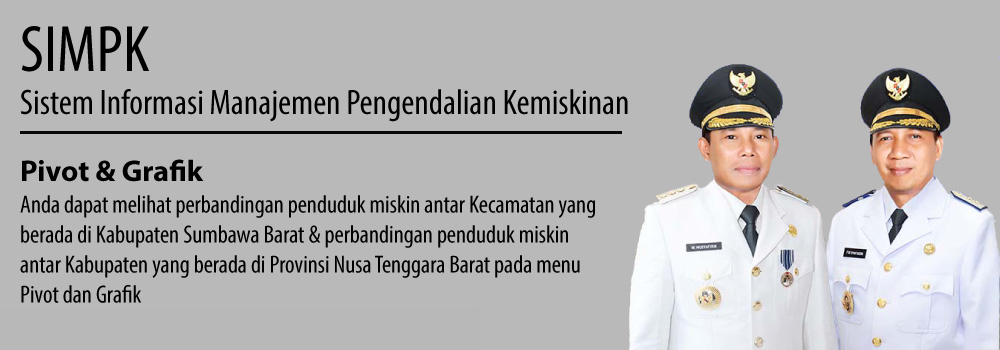 SIMPK
Sistem Informasi Manajemen Pengendalian Kemiskinan
Pivot & Grafik
Anda dapat melihat perbandingan penduduk miskin antar Kecamatan yang
berada di Kabupaten Sumbawa Barat & perbandingan penduduk miskin
antar Kabupaten yang berada di Provinsi Nusa Tenggara Barat pada menu
Pivot dan Grafik